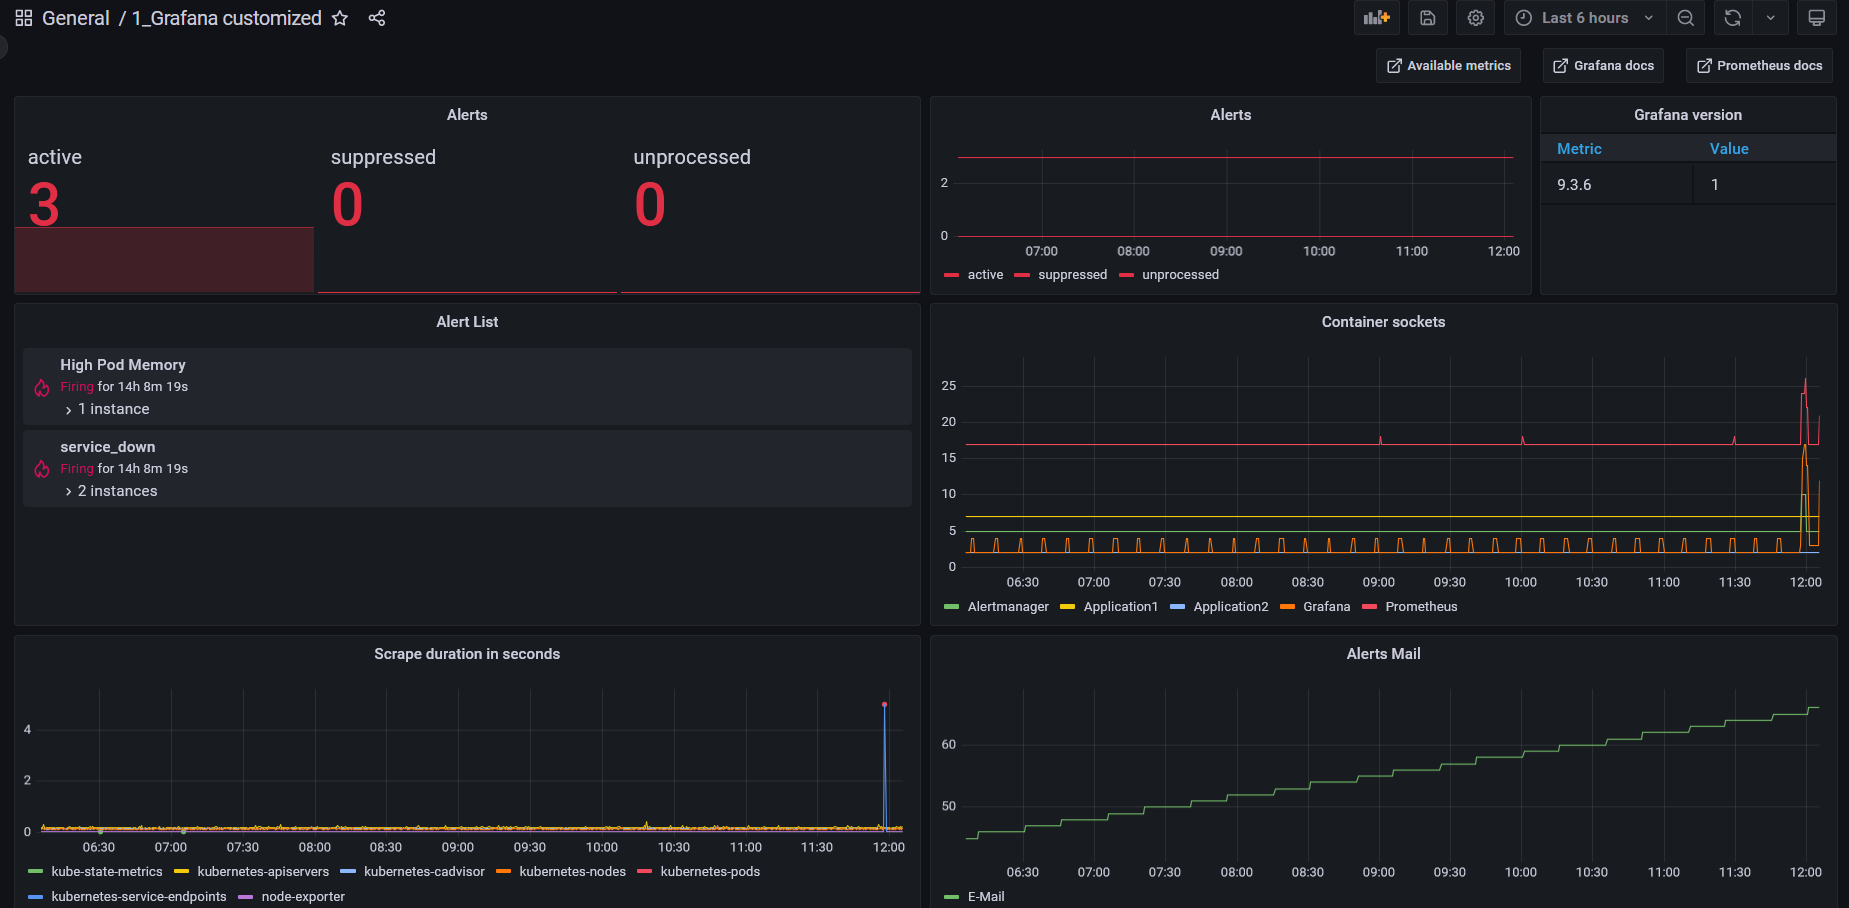 General / 1_Grafana customized
Last 6 hours
Available metrics
Grafana docs
Prometheus docs
Alerts
active
3
suppressed
0
unprocessed
0
Alerts
2
0
07:00 08:00 09:00 10:00 11:00 12:00
active suppressed unprocessed
Grafana version
Metric Value
9.3.6 1
Alert List
High Pod Memory
Firing for 14h 8m 19s
1 instance
service_down
Firing for 14h 8m 19s
2 instances
Container sockets
25
20
15
10
5
0
06:30 07:00 07:30 08:00 08:30 09:00 09:30 10:00 10:30 11:00 11:30 12:00
Alertmanager Application1 Application2 Grafana Prometheus
Scrape duration in seconds
4
2
0
06:30 07:00 07:30 08:00 08:30 09:00 09:30 10:00 10:30 11:00 11:30 12:00
kube-state-metrics kubernetes-apiservers kubernetes-cadvisor kubernetes-nodes kubernetes-pods
kubernetes-service-endpoints node-exporter
Alerts Mail
60
50
06:30 07:00 07:30 08:00 08:30 09:00 09:30 10:00 10:30 11:00 11:30 12:00
E-Mail